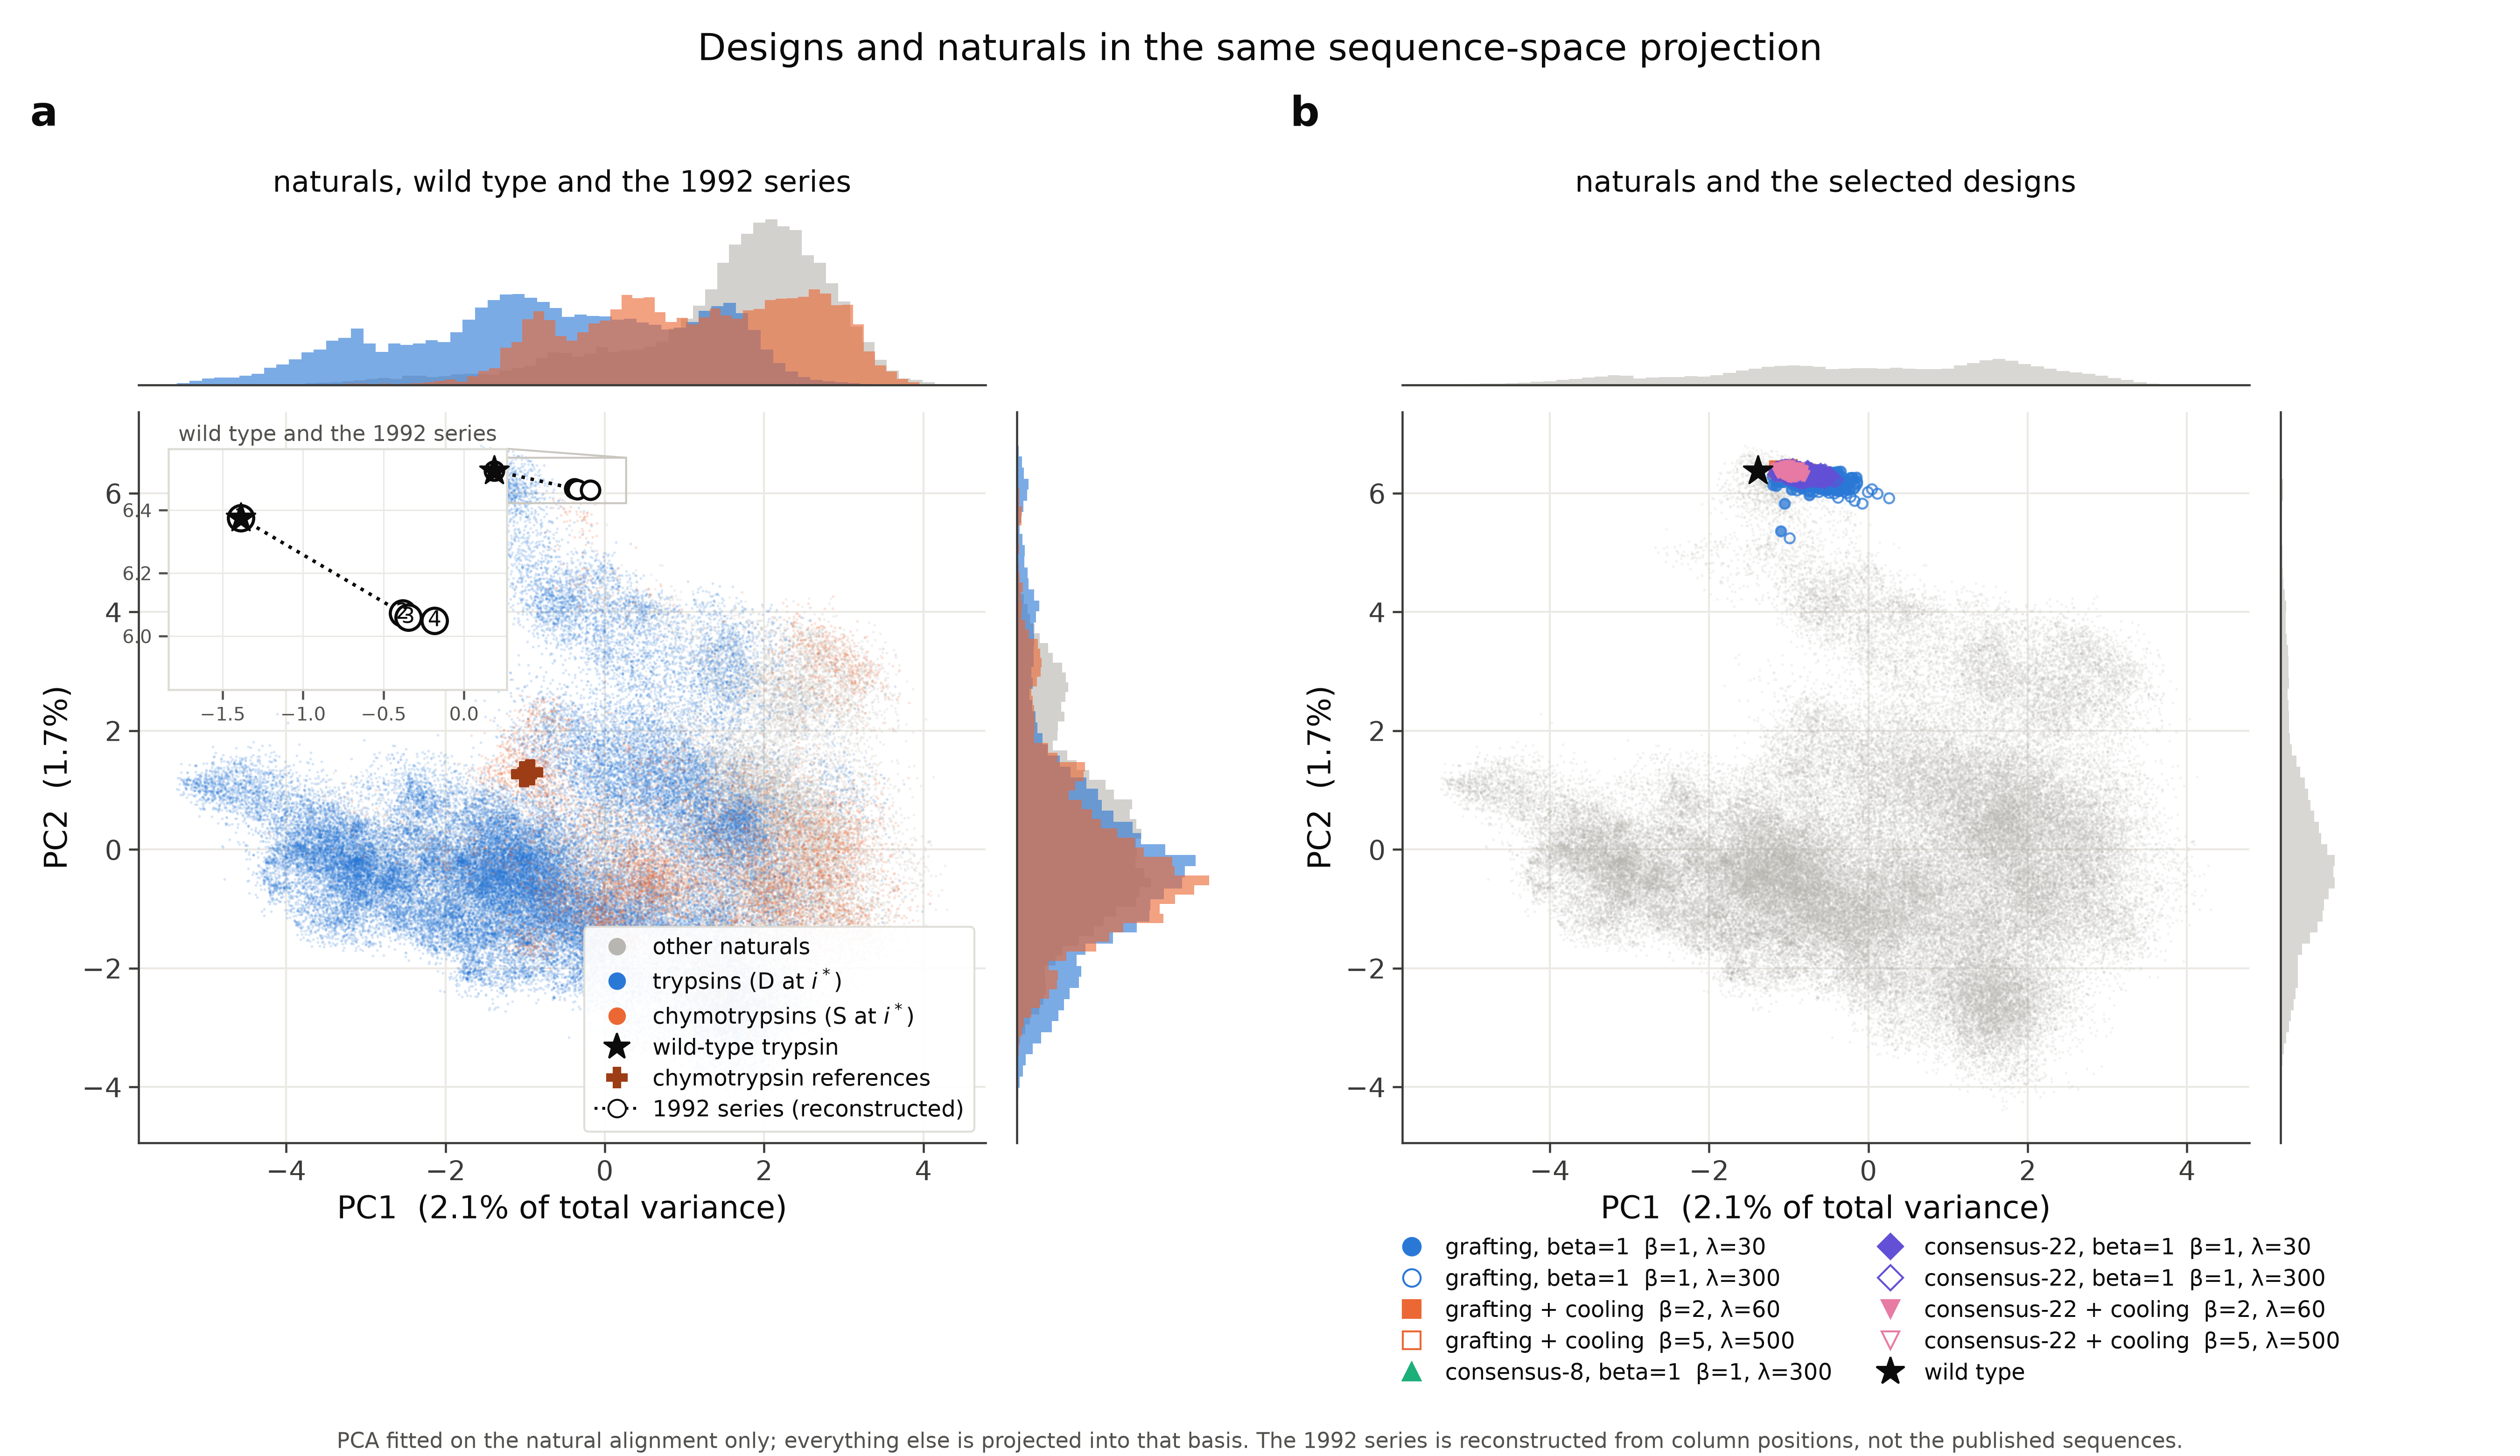 Designs and naturals in the same sequence-space projection
a
b
naturals, wild type and the 1992 series
naturals and the selected designs
wild type and the 1992 series
6.4
6.2
6.0
−1.5 −1.0 −0.5 0.0
3
4
6
4
2
0
−2
−4
PC2 (1.7%)
−4 −2 0 2 4
PC1 (2.1% of total variance)
other naturals
trypsins (D at i*)
chymotrypsins (S at i*)
wild-type trypsin
chymotrypsin references
1992 series (reconstructed)
6
4
2
0
−2
−4
PC2 (1.7%)
−4 −2 0 2 4
PC1 (2.1% of total variance)
grafting, beta=1 β=1, λ=30
grafting, beta=1 β=1, λ=300
grafting + cooling β=2, λ=60
grafting + cooling β=5, λ=500
consensus-8, beta=1 β=1, λ=300
consensus-22, beta=1 β=1, λ=30
consensus-22, beta=1 β=1, λ=300
consensus-22 + cooling β=2, λ=60
consensus-22 + cooling β=5, λ=500
wild type
PCA fitted on the natural alignment only; everything else is projected into that basis. The 1992 series is reconstructed from column positions, not the published sequences.